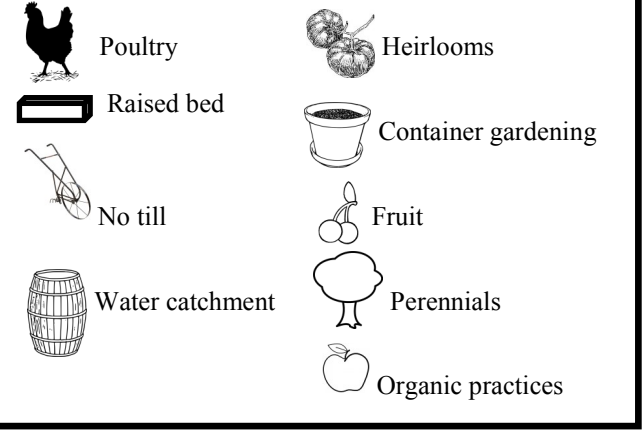 Poultry
Raised bed
No till
Water catchment
Heirlooms
Container gardening
Fruit
Perennials
Organic practices